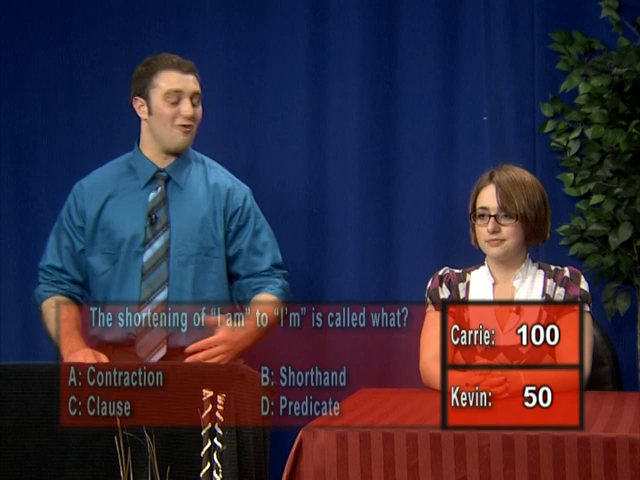 The shortening of "I am" to "I'm" is called what?
A: Contraction
B: Shorthand
C: Clause
D: Predicate
Carrie: 100
Kevin: 50